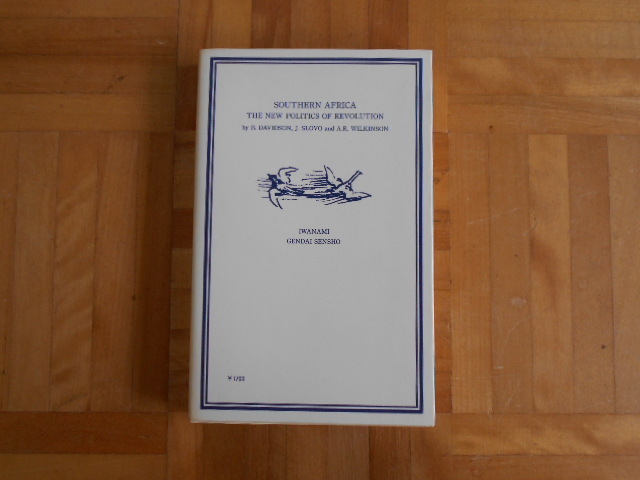 SOUTHERN AFRICA
THE NEW POLITICS OF REVOLUTION
by B. DAVIDSON, J. SLOVO and A.R. WILKINSON
IWANAMI
GENDAI SENSHO